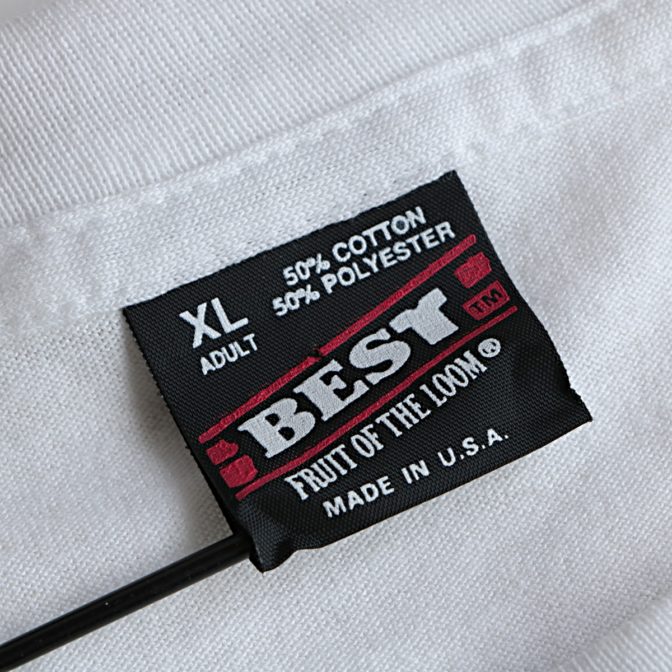 XL
ADULT
50% COTTON
50% POLYESTER
BEST
TM
FRUIT OF THE LOOM®
MADE IN U.S.A.